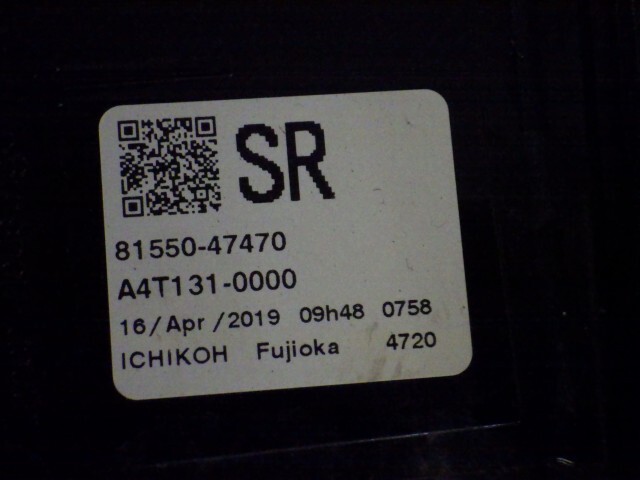 SR
81550-47470
A4T131-0000
16/Apr/2019 09h48 0758
ICHIKOH Fujioka 4720